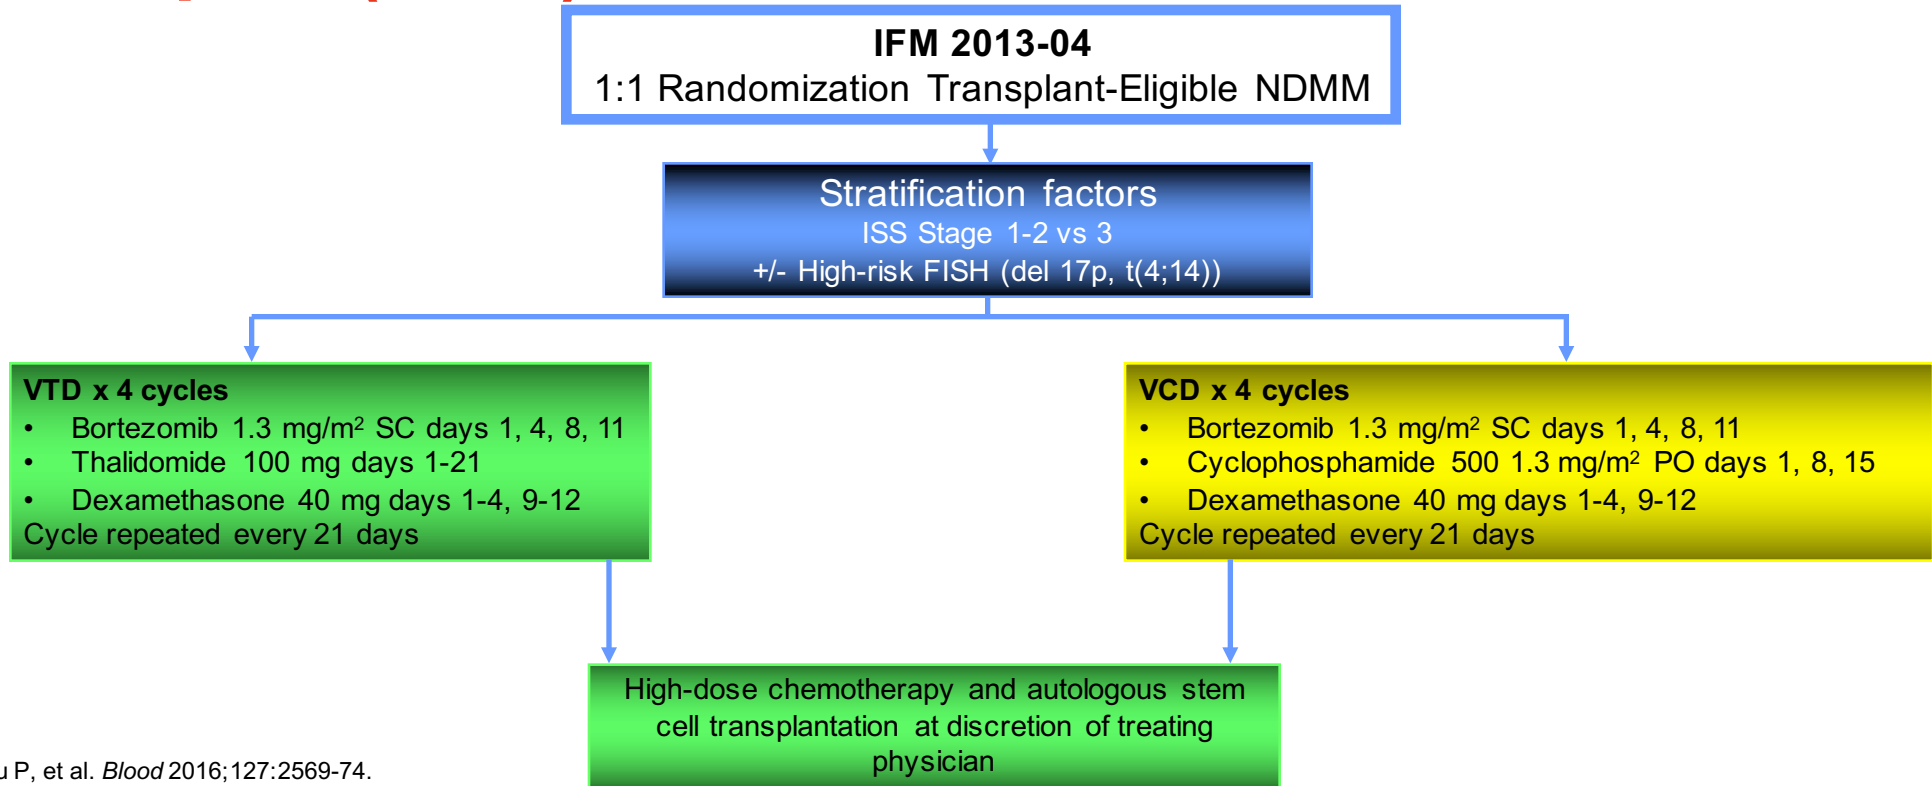 IFM 2013-04
1:1 Randomization Transplant-Eligible NDMM
Stratification factors
ISS Stage 1-2 vs 3
+/- High-risk FISH (del 17p, t(4;14))
VTD x 4 cycles
• Bortezomib 1.3 mg/m² SC days 1, 4, 8, 11
• Thalidomide 100 mg days 1-21
• Dexamethasone 40 mg days 1-4, 9-12
Cycle repeated every 21 days
VCD x 4 cycles
• Bortezomib 1.3 mg/m² SC days 1, 4, 8, 11
• Cyclophosphamide 500 1.3 mg/m² PO days 1, 8, 15
• Dexamethasone 40 mg days 1-4, 9-12
Cycle repeated every 21 days
High-dose chemotherapy and autologous stem
cell transplantation at discretion of treating
physician
u P, et al. Blood 2016;127:2569-74.